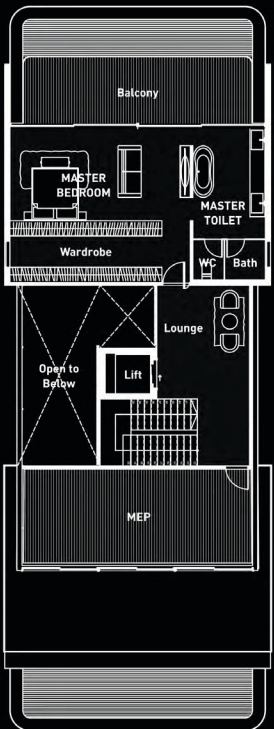 Balcony
MASTER
BEDROOM
MASTER
TOILET
Wardrobe
WC
Bath
Lounge
Open to
Below
Lift
MEP